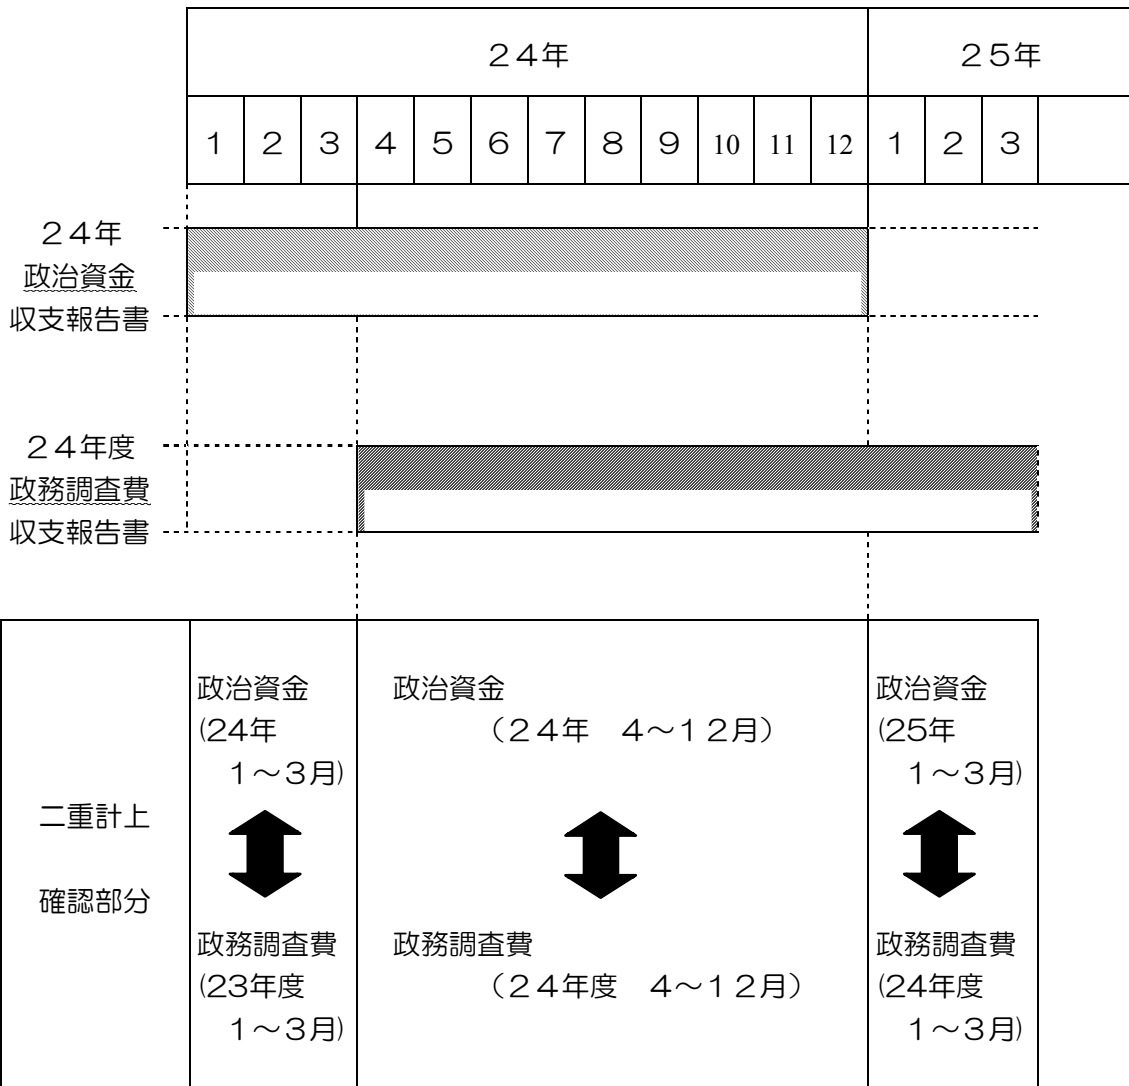 ２４年 ２５年
１ ２ ３ ４ ５ ６ ７ ８ ９ 10 11 12 １ ２ ３
２４年
政治資金
収支報告書
２４年度
政務調査費
収支報告書
二重計上
確認部分
政治資金
(24年
１～３月)
政務調査費
(23年度
１～３月)
政治資金
（２４年　４～１２月）
政務調査費
（２４年度　４～１２月）
政治資金
(25年
１～３月)
政務調査費
(24年度
１～３月)